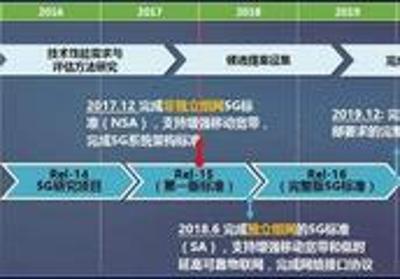 2016 2017 2018 2019
技术性能需求与
评估方法研究
候选提案征集
完
2017.12 完成非独立组网5G标
准（NSA），支持增强移动宽带，
完成5G系统架构标准
2019.12: 完
部要求的完整
Rel-14
5G研究项目
Rel-15
（第一版标准）
Rel-16
（完整版5G标准）
2018.6 完成独立组网的5G标准
（SA），支持增强移动宽带和低时
延高可靠物联网，完成网络接口协议